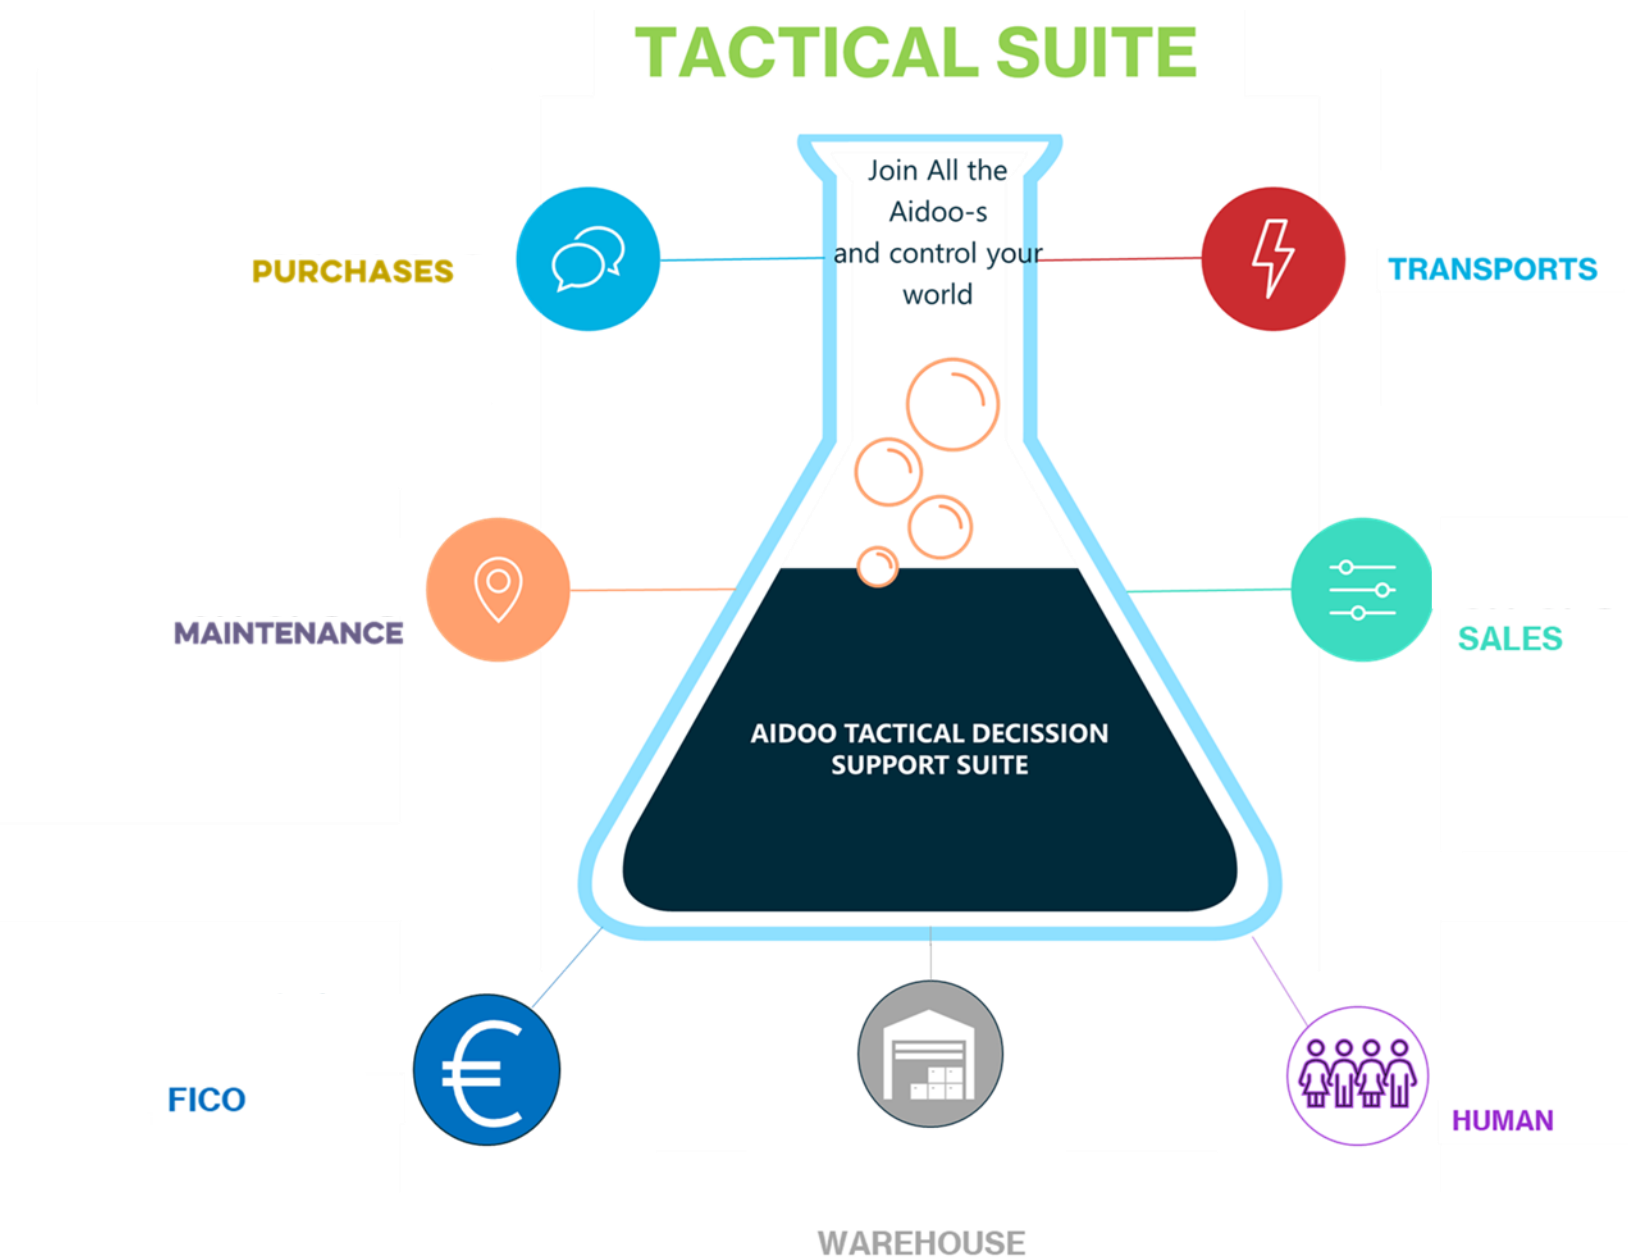 TACTICAL SUITE
Join All the
Aidoo-s
and control your
world
PURCHASES
TRANSPORTS
MAINTENANCE
SALES
AIDOO TACTICAL DECISSION
SUPPORT SUITE
FICO
HUMAN
WAREHOUSE